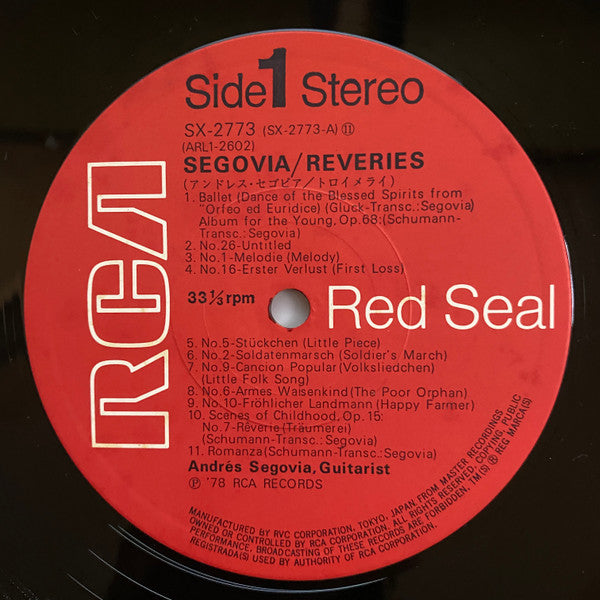 Side 1 Stereo
SX-2773 (SX-2773-A) ⑪
(ARL1-2602)
SEGOVIA/REVERIES
(アンドレス・セゴビア/トロイメライ)
1. Ballet (Dance of the Blessed Spirits from
"Orfeo ed Euridice) (Gluck-Transc.:Segovia)
Album for the Young, Op.68:(Schumann-
Transc.:Segovia)
2. No.26-Untitled
3. No.1-Melodie (Melody)
4. No.16-Erster Verlust (First Loss)
33 1/3 rpm
RCA
Red Seal
5. No.5-Stückchen (Little Piece)
6. No.2-Soldatenmarsch (Soldier's March)
7. No.9-Cancion Popular (Volksliedchen)
(Little Folk Song)
8. No.6-Armes Waisenkind (The Poor Orphan)
9. No.10-Fröhlicher Landmann (Happy Farmer)
10. Scenes of Childhood, Op.15:
No.7-Rêverie (Träumerei)
(Schumann-Transc.:Segovia)
11. Romanza(Schumann-Transc.:Segovia)
Andrés Segovia, Guitarist
Ⓟ '78 RCA RECORDS
MANUFACTURED BY RVC CORPORATION, TOKYO, JAPAN, FROM MASTER RECORDINGS
OWNED OR CONTROLLED BY RCA CORPORATION. ALL RIGHTS RESERVED, COPYING, PUBLIC
PERFORMANCE, BROADCASTING OF THESE RECORDS ARE FORBIDDEN, TM(S) ® REG MARCA(S)
REGISTRADA(S) USED BY AUTHORITY OF RCA CORPORATION.